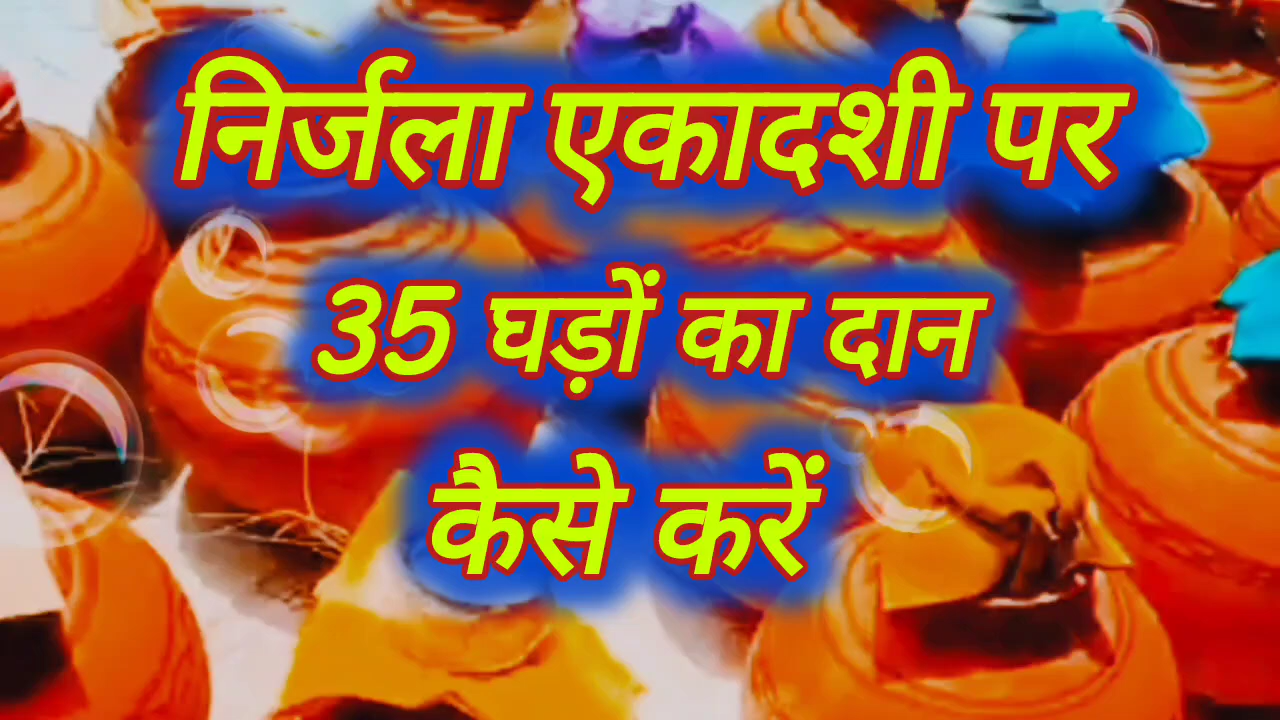 निर्जला एकादशी पर
35 घड़ों का दान
कैसे करें